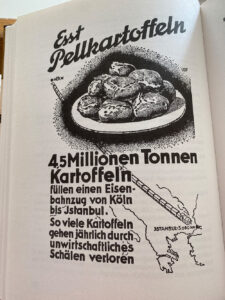 Esst
Pellkartoffeln
4,5 Millionen Tonnen
Kartoffeln
füllen einen Eisen-
bahnzug von Köln
bis Jstanbul.
So viele Kartoffeln
gehen jährlich durch
unwirtschaftliches
Schälen verloren